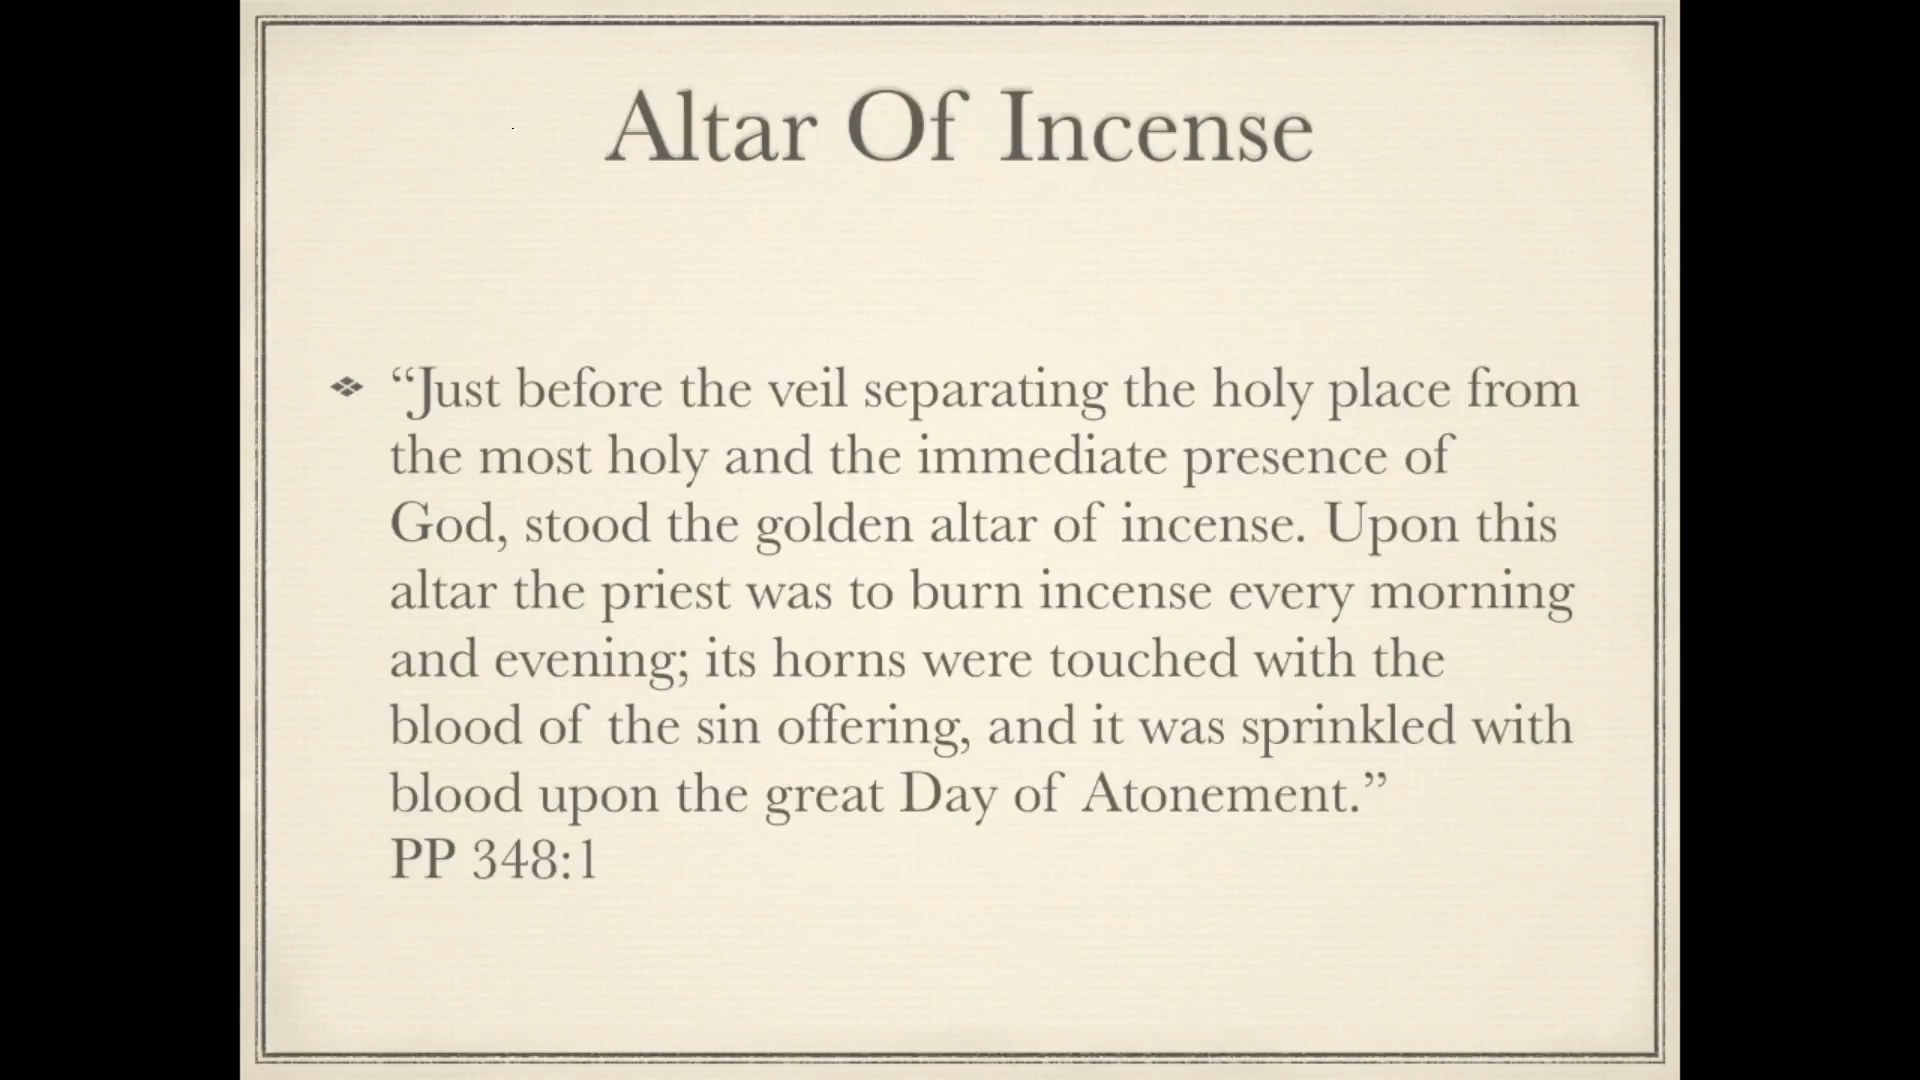 Altar Of Incense
“Just before the veil separating the holy place from
the most holy and the immediate presence of
God, stood the golden altar of incense. Upon this
altar the priest was to burn incense every morning
and evening; its horns were touched with the
blood of the sin offering, and it was sprinkled with
blood upon the great Day of Atonement.”
PP 348:1